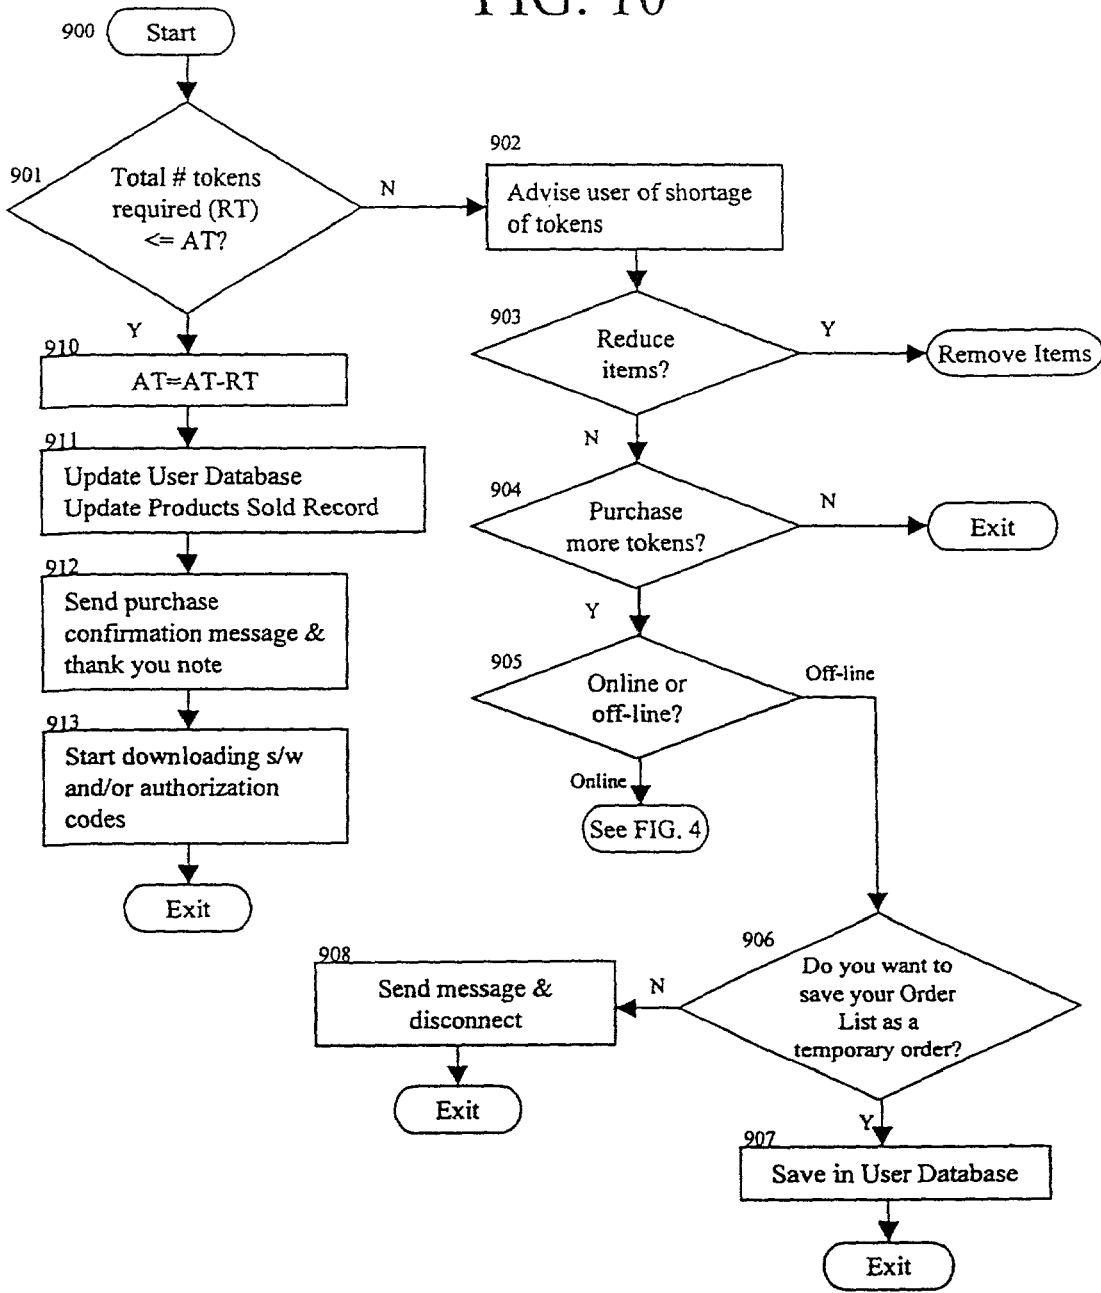 FIG. 10
900
Start
901
Total # tokens
required (RT)
<= AT?
N
902
Advise user of shortage
of tokens
Y
903
Reduce
items?
Y
Remove Items
910
AT=AT-RT
N
911
Update User Database
Update Products Sold Record
904
Purchase
more tokens?
N
Exit
912
Send purchase
confirmation message &
thank you note
Y
905
Online or
off-line?
Off-line
913
Start downloading s/w
and/or authorization
codes
Online
See FIG. 4
Exit
906
Do you want to
save your Order
List as a
temporary order?
N
908
Send message &
disconnect
Exit
Y
907
Save in User Database
Exit